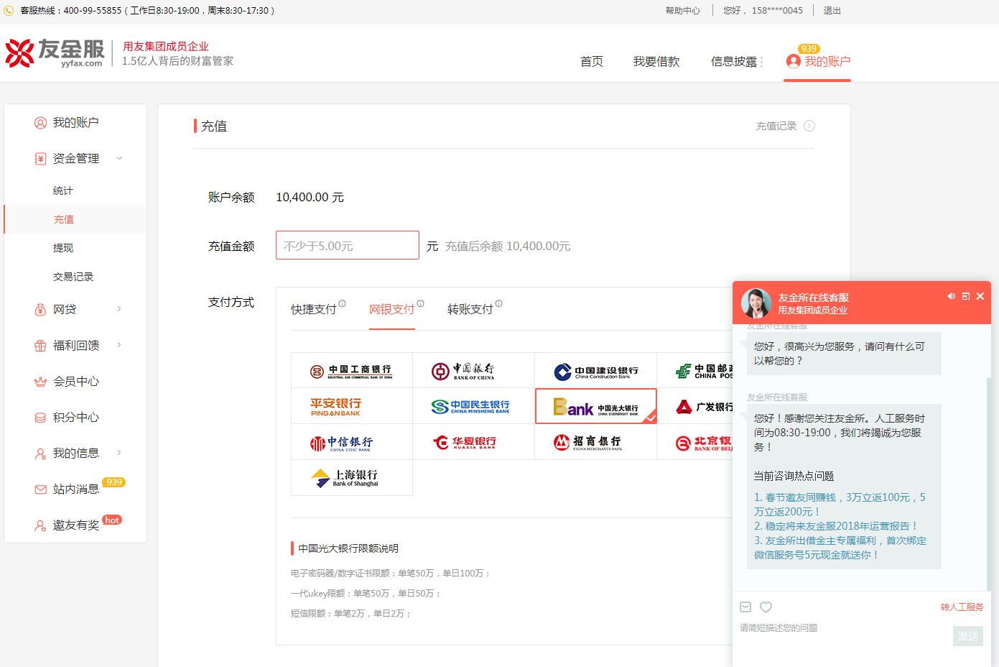 客服热线：400-99-55855（工作日8:30-19:00，周末8:30-17:30）
帮助中心
您好， 158****0045
退出
友金服
yyfax.com
用友集团成员企业
1.5亿人背后的财富管家
首页
我要借款
信息披露
939
我的账户
我的账户
资金管理
统计
充值
提现
交易记录
网贷
福利回馈
会员中心
积分中心
我的信息
站内消息 939
邀友有奖 hot
充值
充值记录
账户余额 10,400.00 元
充值金额 不少于5.00元 元 充值后余额 10,400.00元
支付方式
快捷支付 网银支付 转账支付
中国工商银行
INDUSTRIAL AND COMMERCIAL BANK OF CHINA
中国银行
BANK OF CHINA
中国建设银行
China Construction Bank
中国邮政
CHINA POS
平安银行
PINGAN BANK
中国民生银行
CHINA MINSHENG BANK
Bank 中国光大银行
CHINA EVERBRIGHT BANK
广发银行
中信银行
CHINA CITIC BANK
华夏银行
HUAXIA BANK
招商银行
CHINA MERCHANTS BANK
北京银
BANK OF BEIJ
上海银行
Bank of Shanghai
中国光大银行限额说明
电子密码器/数字证书限额：单笔50万，单日100万；
一代ukey限额：单笔50万，单日50万；
短信限额：单笔2万，单日2万；
友金所在线客服
用友集团成员企业
友金所在线客服
您好，很高兴为您服务，请问有什么可
以帮您的？
友金所在线客服
您好！感谢您关注友金所。人工服务时
间为08:30-19:00，我们将竭诚为您服
务！
当前咨询热点问题
1. 春节邀友同赚钱，3万立返100元，5
万立返200元！
2. 稳定将来友金服2018年运营报告！
3. 友金所出借金主专属福利，首次绑定
微信服务号5元现金就送你！
转人工服务
请简短描述您的问题
发送